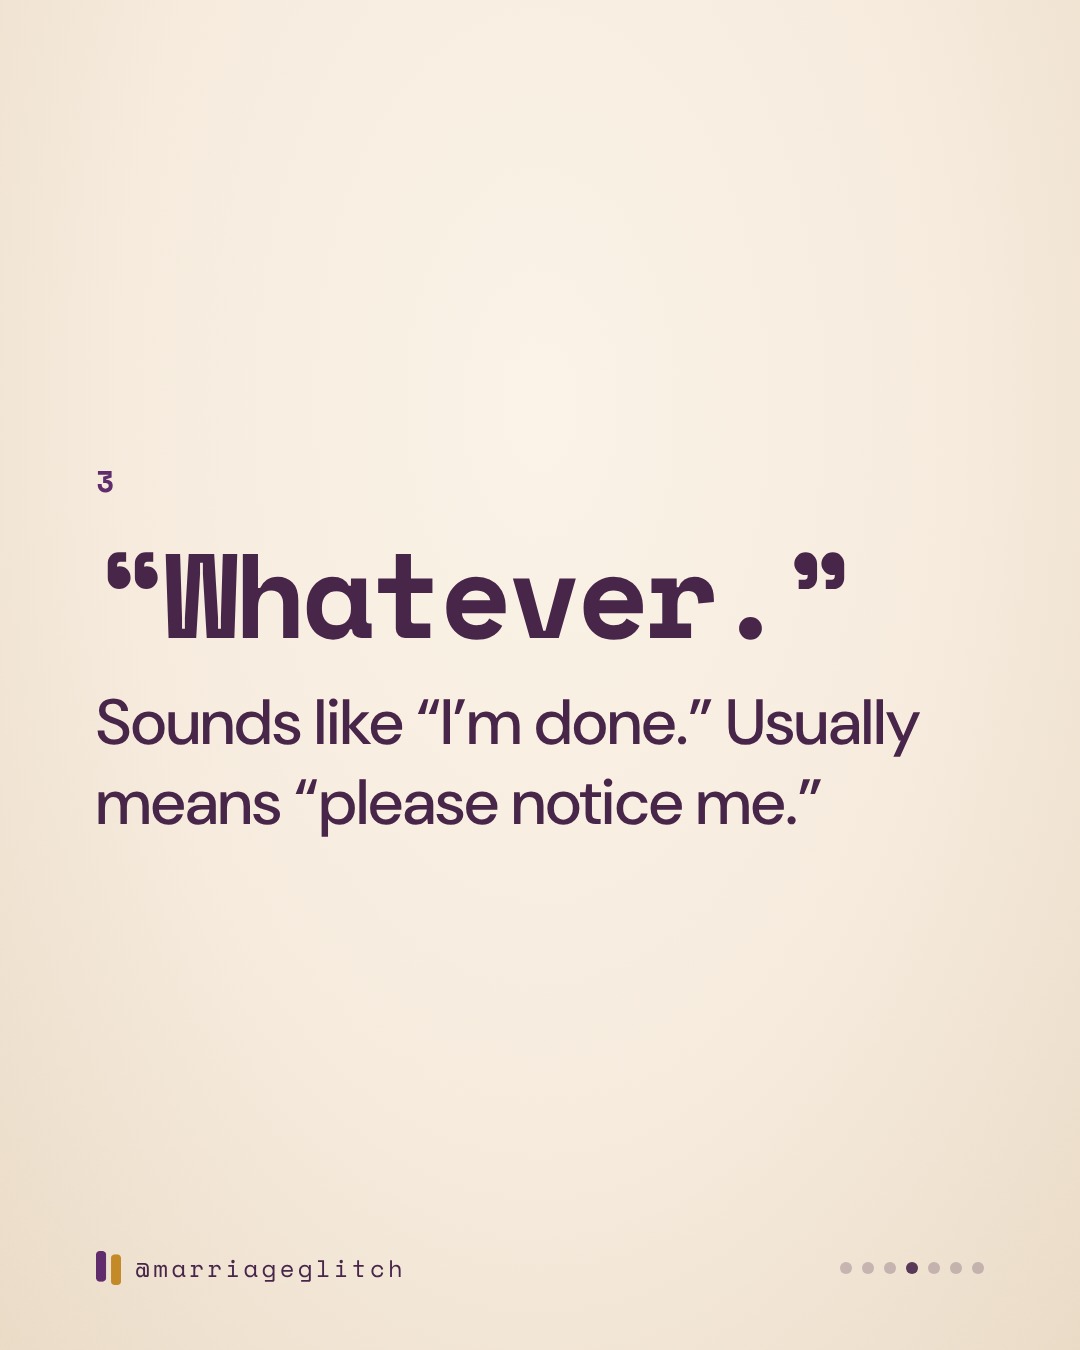 3
“Whatever.”
Sounds like “I’m done.” Usually
means “please notice me.”
@marriageglitch